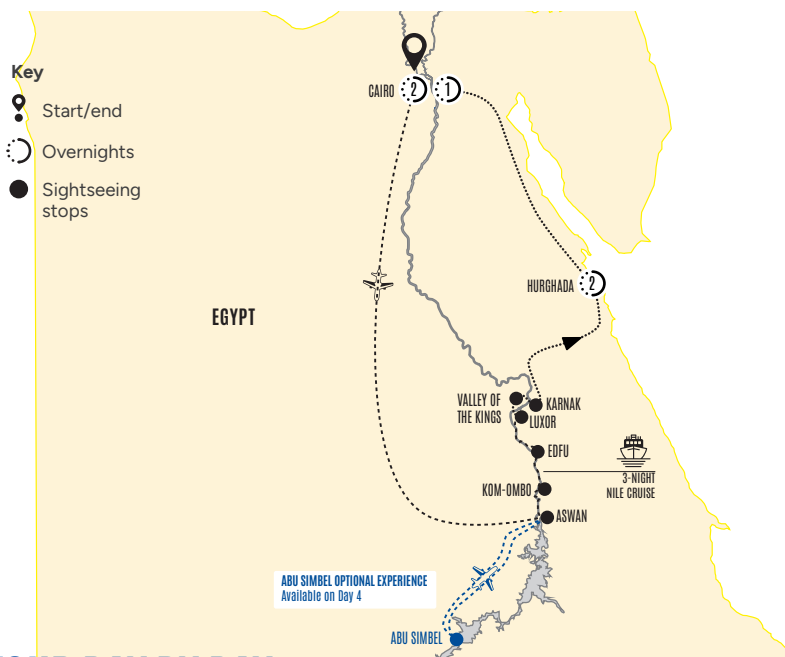 Key
Start/end
Overnights
Sightseeing
stops
CAIRO
2
1
HURGHADA
2
EGYPT
VALLEY OF
THE KINGS
KARNAK
LUXOR
EDFU
3-NIGHT
NILE CRUISE
KOM-OMBO
ASWAN
ABU SIMBEL OPTIONAL EXPERIENCE
Available on Day 4
ABU SIMBEL